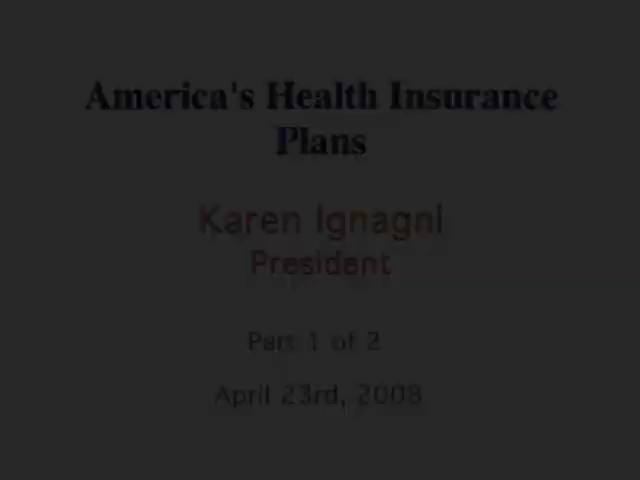 America's Health Insurance
Plans
Karen Ignagni
President
Part 1 of 2
April 23rd, 2008